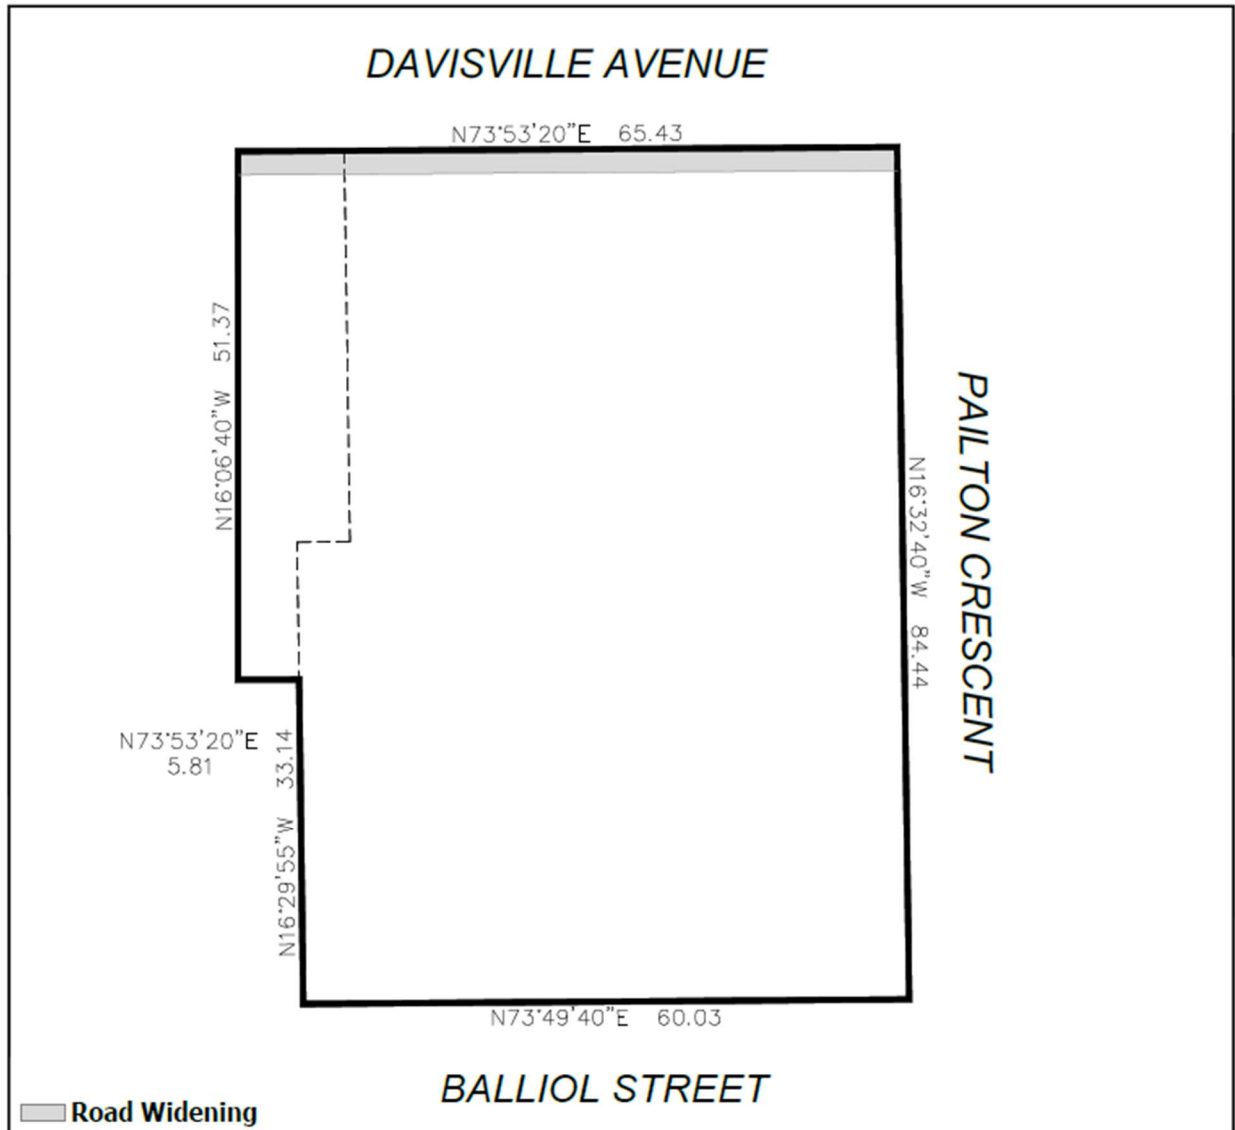 DAVISVILLE AVENUE
N73°53'20"E 65.43
N16°06'40"W 51.37
PAILTON CRESCENT
N16°32'40"W 84.44
N73°53'20"E
5.81
N16°29'55"W 33.14
N73°49'40"E 60.03
BALLIOL STREET
Road Widening